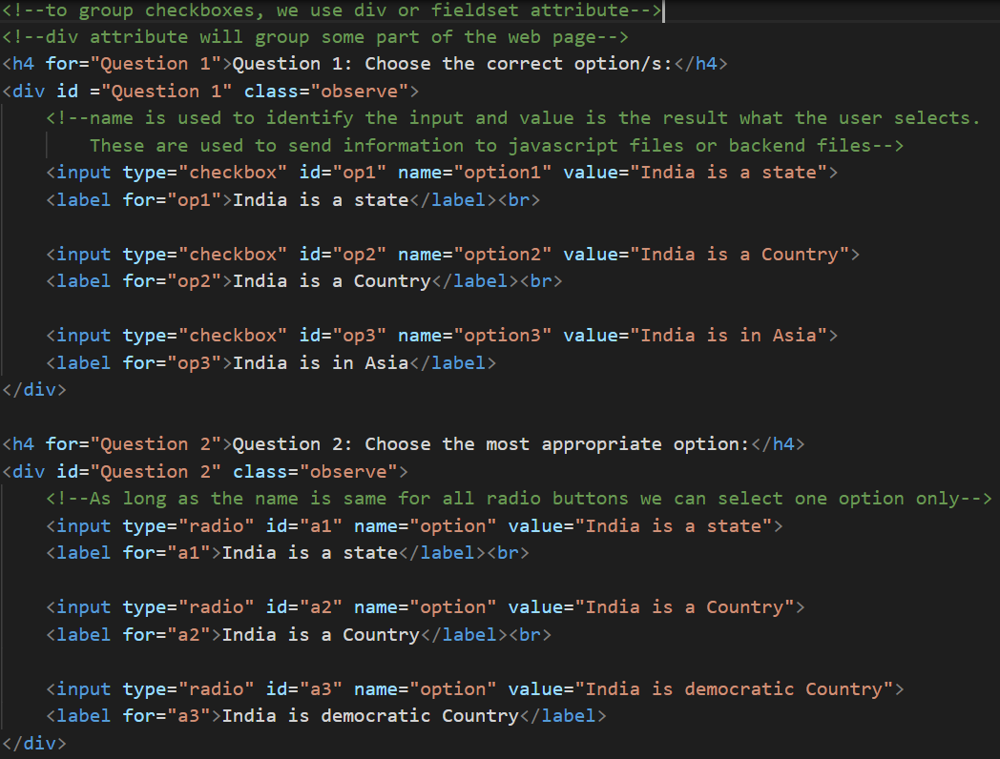 <!--to group checkboxes, we use div or fieldset attribute-->
<!--div attribute will group some part of the web page-->
<h4 for="Question 1">Question 1: Choose the correct option/s:</h4>
<div id ="Question 1" class="observe">
    <!--name is used to identify the input and value is the result what the user selects.
        These are used to send information to javascript files or backend files-->
    <input type="checkbox" id="op1" name="option1" value="India is a state">
    <label for="op1">India is a state</label><br>

    <input type="checkbox" id="op2" name="option2" value="India is a Country">
    <label for="op2">India is a Country</label><br>

    <input type="checkbox" id="op3" name="option3" value="India is in Asia">
    <label for="op3">India is in Asia</label>
</div>

<h4 for="Question 2">Question 2: Choose the most appropriate option:</h4>
<div id="Question 2" class="observe">
    <!--As long as the name is same for all radio buttons we can select one option only-->
    <input type="radio" id="a1" name="option" value="India is a state">
    <label for="a1">India is a state</label><br>

    <input type="radio" id="a2" name="option" value="India is a Country">
    <label for="a2">India is a Country</label><br>

    <input type="radio" id="a3" name="option" value="India is democratic Country">
    <label for="a3">India is democratic Country</label>
</div>